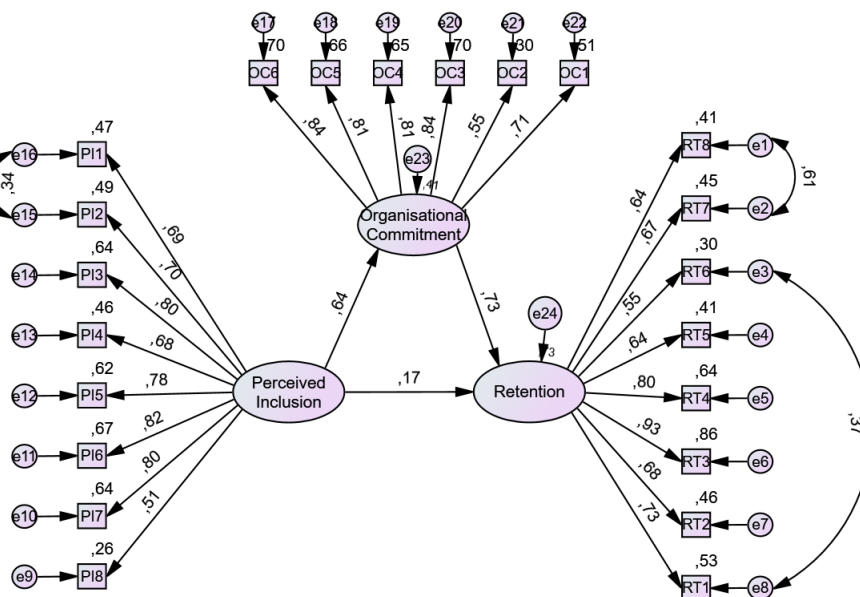 e17 e18 e19 e20 e21 e22
,70 ,66 ,65 ,70 ,30 ,51
OC6 OC5 OC4 OC3 OC2 OC1
,84 ,81 ,81 ,84 ,55 ,71
e23
,41
Organisational
Commitment
,47
e16 PI1
,34
,49
e15 PI2
,64
e14 PI3
,46
e13 PI4
,62
e12 PI5
,67
e11 PI6
,64
e10 PI7
,26
e9 PI8
,69
,70
,80
,68
,78
,82
,80
,51
Perceived
Inclusion
,64
,17
,73
e24
Retention
,64
,67
,55
,64
,80
,93
,68
,73
,41
RT8 e1
,61
,45
RT7 e2
,30
RT6 e3
,41
RT5 e4
,64
RT4 e5
,86
RT3 e6
,46
RT2 e7
,53
RT1 e8